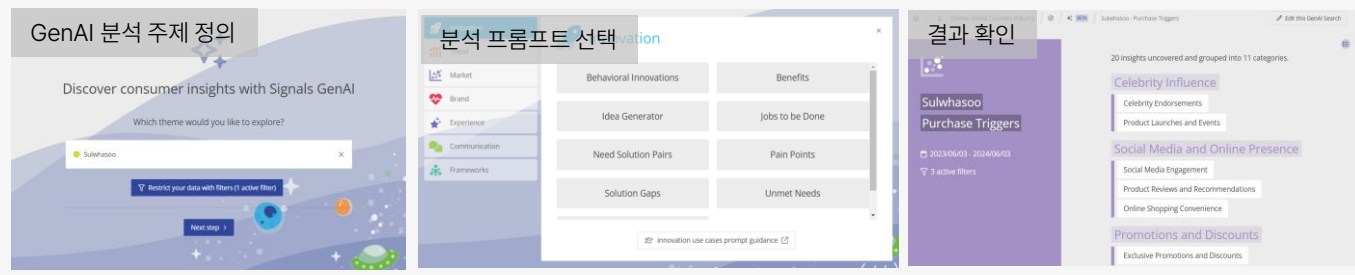 GenAI 분석 주제 정의
Discover consumer insights with Signals GenAI
Which theme would you like to explore?
Sulwhasoo ×
Restrict your data with filters (1 active filter)
Next step >
분석 프롬프트 선택
×
Market
Brand
Experience
Communication
Frameworks
Behavioral Innovations
Benefits
Idea Generator
Jobs to be Done
Need Solution Pairs
Pain Points
Solution Gaps
Unmet Needs
Innovation use cases prompt guidance
결과 확인
Sulwhasoo - Purchase Triggers
Edit this GenAI Search
Sulwhasoo
Purchase Triggers
2023/06/03 - 2024/06/03
3 active filters
20 insights uncovered and grouped into 11 categories.
Celebrity Influence
Celebrity Endorsements
Product Launches and Events
Social Media and Online Presence
Social Media Engagement
Product Reviews and Recommendations
Online Shopping Convenience
Promotions and Discounts
Exclusive Promotions and Discounts